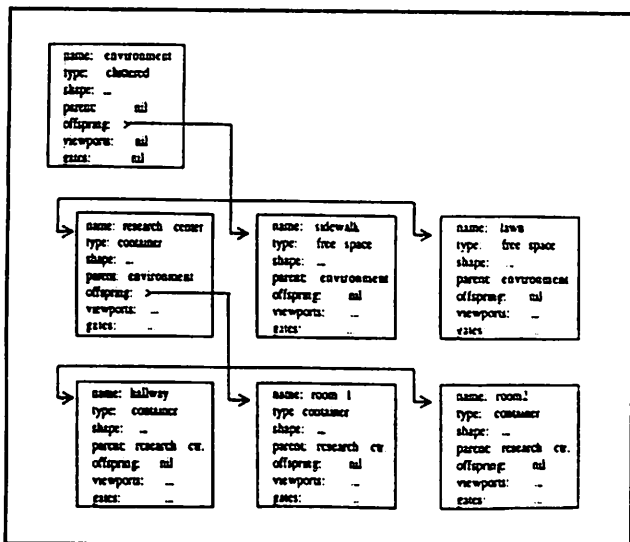 name: environment
type: clustered
shape: ...
parent: nil
offspring: >
viewports: nil
gates: nil
name: research center
type: container
shape: ...
parent: environment
offspring: >
viewports: ...
gates: ..
name: sidewalk
type: free space
shape: ...
parent: environment
offspring: nil
viewports: ...
gates: ..
name: lawn
type: free space
shape: ..
parent: environment
offspring: nil
viewports: ...
gates ..
name: hallway
type: container
shape: ...
parent: research ctr.
offspring: nil
viewports: ...
gates: ...
name: room 1
type container
shape: ...
parent: research ctr.
offspring: nil
viewports: ...
gates: ...
name. room2
type: container
shape: ...
parent: research ctr.
offspring: nil
viewports: ...
gates: ..